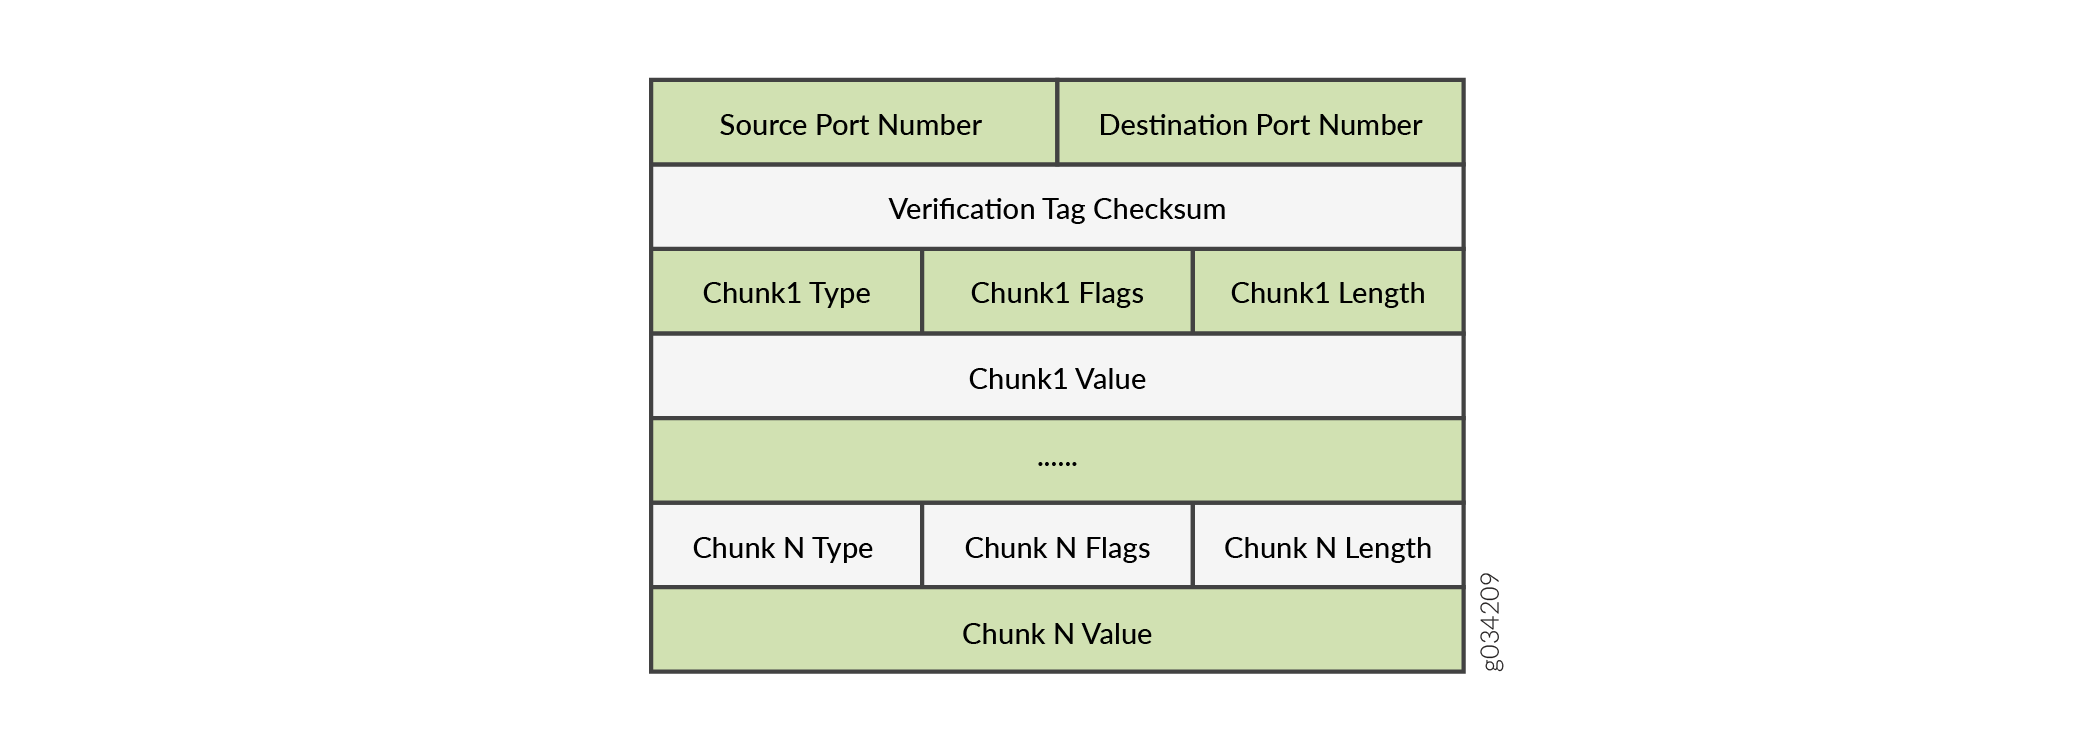 Source Port Number
Destination Port Number
Verification Tag Checksum
Chunk1 Type
Chunk1 Flags
Chunk1 Length
Chunk1 Value
......
Chunk N Type
Chunk N Flags
Chunk N Length
Chunk N Value
g034209